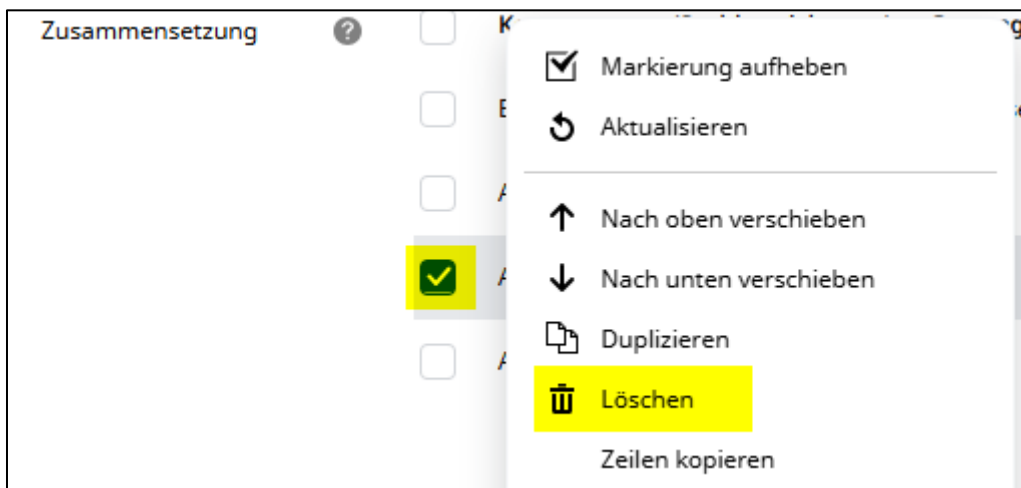 Zusammensetzung
Markierung aufheben
Aktualisieren
Nach oben verschieben
Nach unten verschieben
Duplizieren
Löschen
Zeilen kopieren